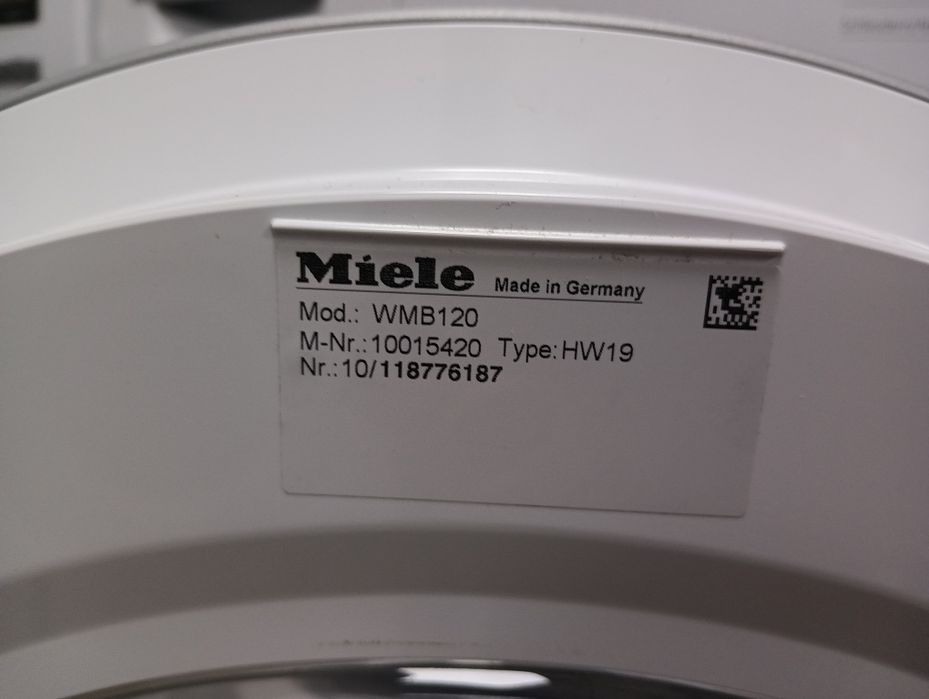 Miele Made in Germany
Mod.: WMB120
M-Nr.:10015420 Type:HW19
Nr.:10/118776187